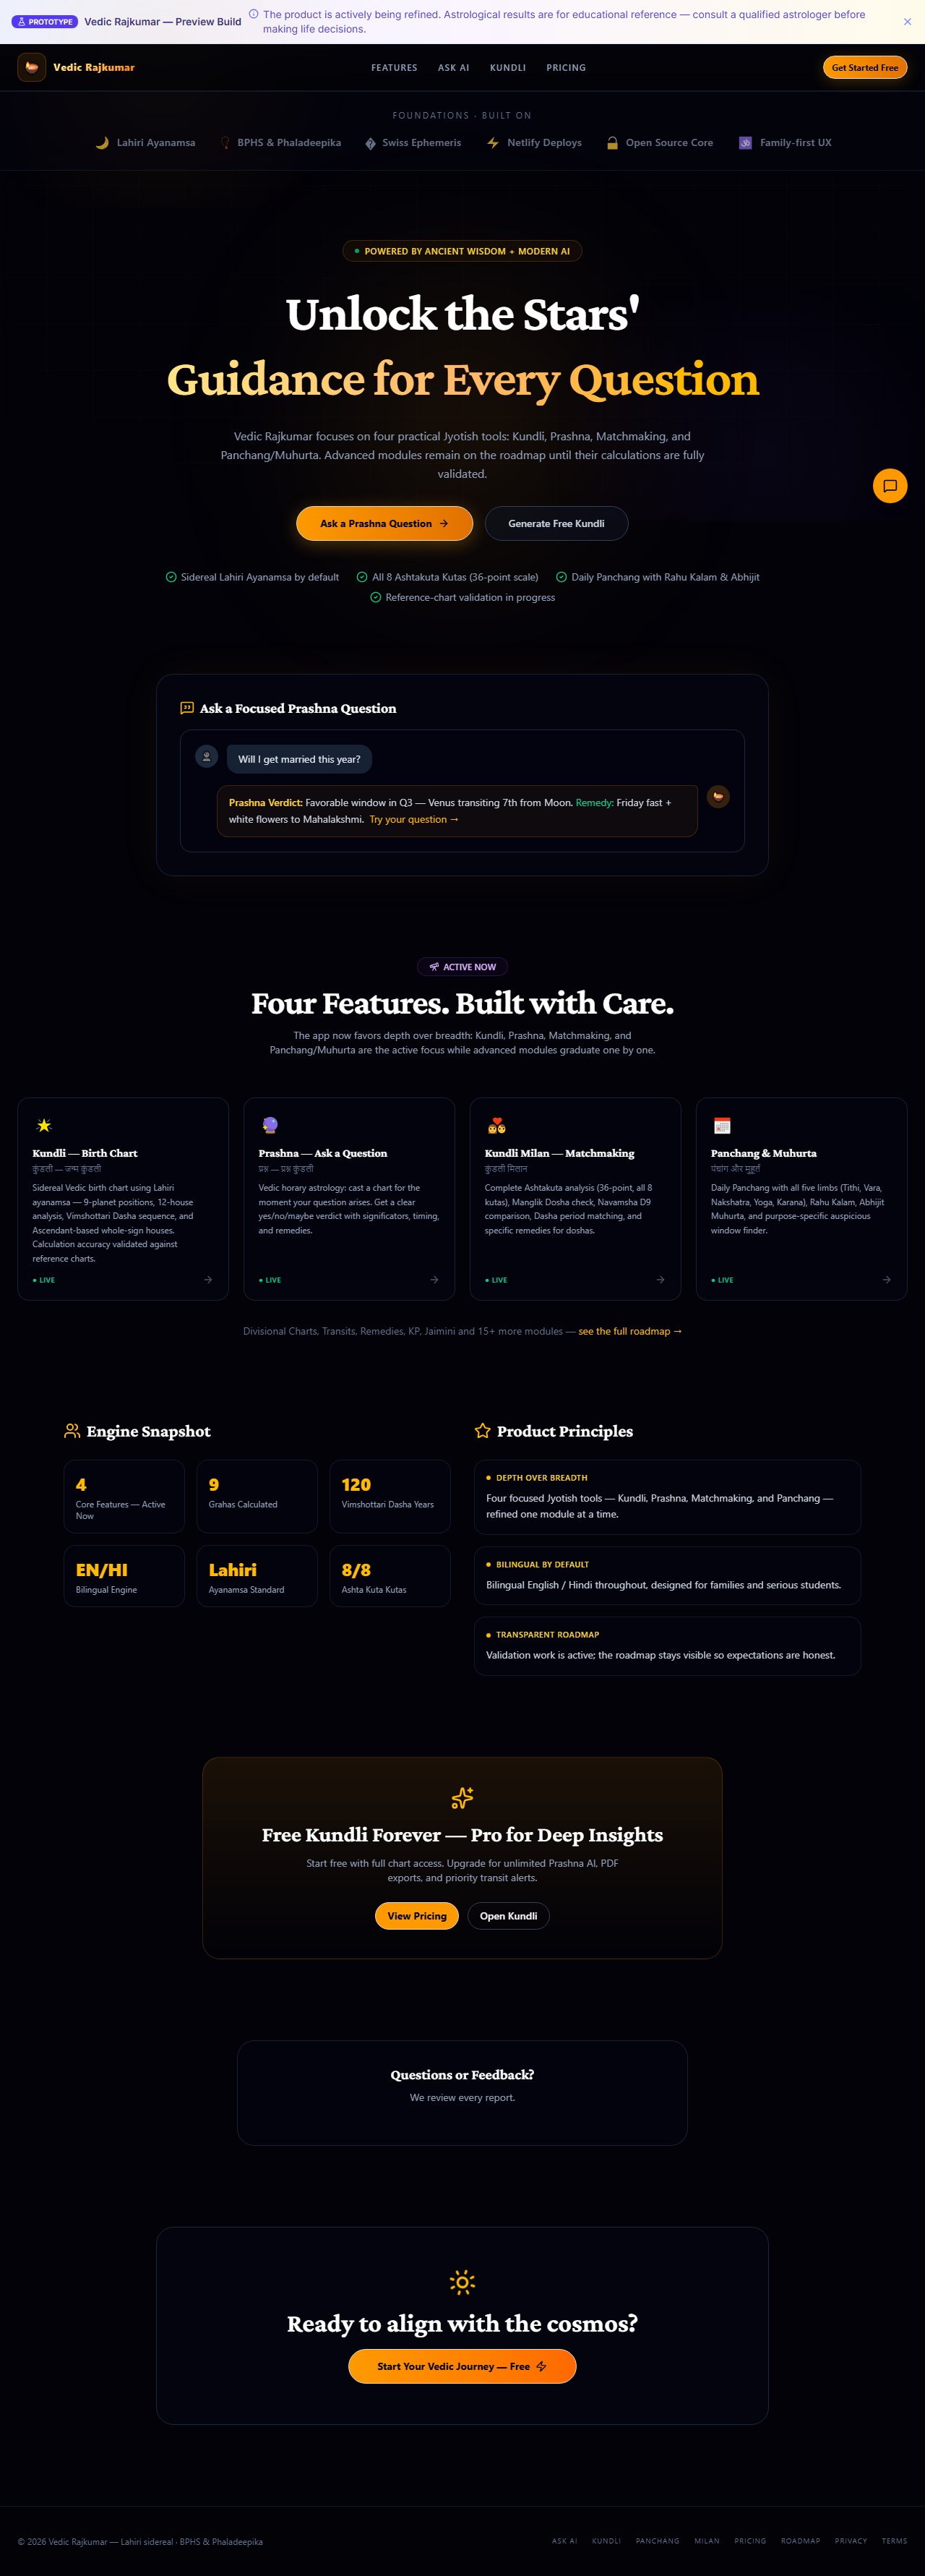 PROTOTYPE
Vedic Rajkumar — Preview Build
The product is actively being refined. Astrological results are for educational reference — consult a qualified astrologer before
making life decisions.
Vedic Rajkumar
FEATURES
ASK AI
KUNDLI
PRICING
Get Started Free
FOUNDATIONS · BUILT ON
Lahiri Ayanamsa
BPHS & Phaladeepika
Swiss Ephemeris
Netlify Deploys
Open Source Core
Family-first UX
POWERED BY ANCIENT WISDOM + MODERN AI
Unlock the Stars'
Guidance for Every Question
Vedic Rajkumar focuses on four practical Jyotish tools: Kundli, Prashna, Matchmaking, and
Panchang/Muhurta. Advanced modules remain on the roadmap until their calculations are fully
validated.
Ask a Prashna Question
Generate Free Kundli
Sidereal Lahiri Ayanamsa by default
All 8 Ashtakuta Kutas (36-point scale)
Daily Panchang with Rahu Kalam & Abhijit
Reference-chart validation in progress
Ask a Focused Prashna Question
Will I get married this year?
Prashna Verdict: Favorable window in Q3 — Venus transiting 7th from Moon. Remedy: Friday fast +
white flowers to Mahalakshmi. Try your question →
ACTIVE NOW
Four Features. Built with Care.
The app now favors depth over breadth: Kundli, Prashna, Matchmaking, and
Panchang/Muhurta are the active focus while advanced modules graduate one by one.
Kundli — Birth Chart
कुंडली — जन्म कुंडली
Sidereal Vedic birth chart using Lahiri
ayanamsa — 9-planet positions, 12-house
analysis, Vimshottari Dasha sequence, and
Ascendant-based whole-sign houses.
Calculation accuracy validated against
reference charts.
● LIVE
Prashna — Ask a Question
प्रश्न — प्रश्न कुंडली
Vedic horary astrology: cast a chart for the
moment your question arises. Get a clear
yes/no/maybe verdict with significators, timing,
and remedies.
● LIVE
Kundli Milan — Matchmaking
कुंडली मिलान
Complete Ashtakuta analysis (36-point, all 8
kutas), Manglik Dosha check, Navamsha D9
comparison, Dasha period matching, and
specific remedies for doshas.
● LIVE
Panchang & Muhurta
पंचांग और मुहूर्त
Daily Panchang with all five limbs (Tithi, Vara,
Nakshatra, Yoga, Karana), Rahu Kalam, Abhijit
Muhurta, and purpose-specific auspicious
window finder.
● LIVE
Divisional Charts, Transits, Remedies, KP, Jaimini and 15+ more modules — see the full roadmap →
Engine Snapshot
4
Core Features — Active
Now
9
Grahas Calculated
120
Vimshottari Dasha Years
EN/HI
Bilingual Engine
Lahiri
Ayanamsa Standard
8/8
Ashta Kuta Kutas
Product Principles
DEPTH OVER BREADTH
Four focused Jyotish tools — Kundli, Prashna, Matchmaking, and Panchang —
refined one module at a time.
BILINGUAL BY DEFAULT
Bilingual English / Hindi throughout, designed for families and serious students.
TRANSPARENT ROADMAP
Validation work is active; the roadmap stays visible so expectations are honest.
Free Kundli Forever — Pro for Deep Insights
Start free with full chart access. Upgrade for unlimited Prashna AI, PDF
exports, and priority transit alerts.
View Pricing
Open Kundli
Questions or Feedback?
We review every report.
Ready to align with the cosmos?
Start Your Vedic Journey — Free
© 2026 Vedic Rajkumar — Lahiri sidereal · BPHS & Phaladeepika
ASK AI
KUNDLI
PANCHANG
MILAN
PRICING
ROADMAP
PRIVACY
TERMS